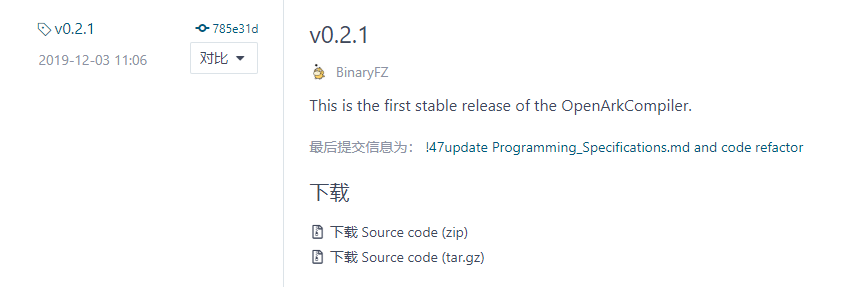 v0.2.1
785e31d
2019-12-03 11:06
对比
v0.2.1
BinaryFZ
This is the first stable release of the OpenArkCompiler.
最后提交信息为： !47update Programming_Specifications.md and code refactor
下载
下载 Source code (zip)
下载 Source code (tar.gz)